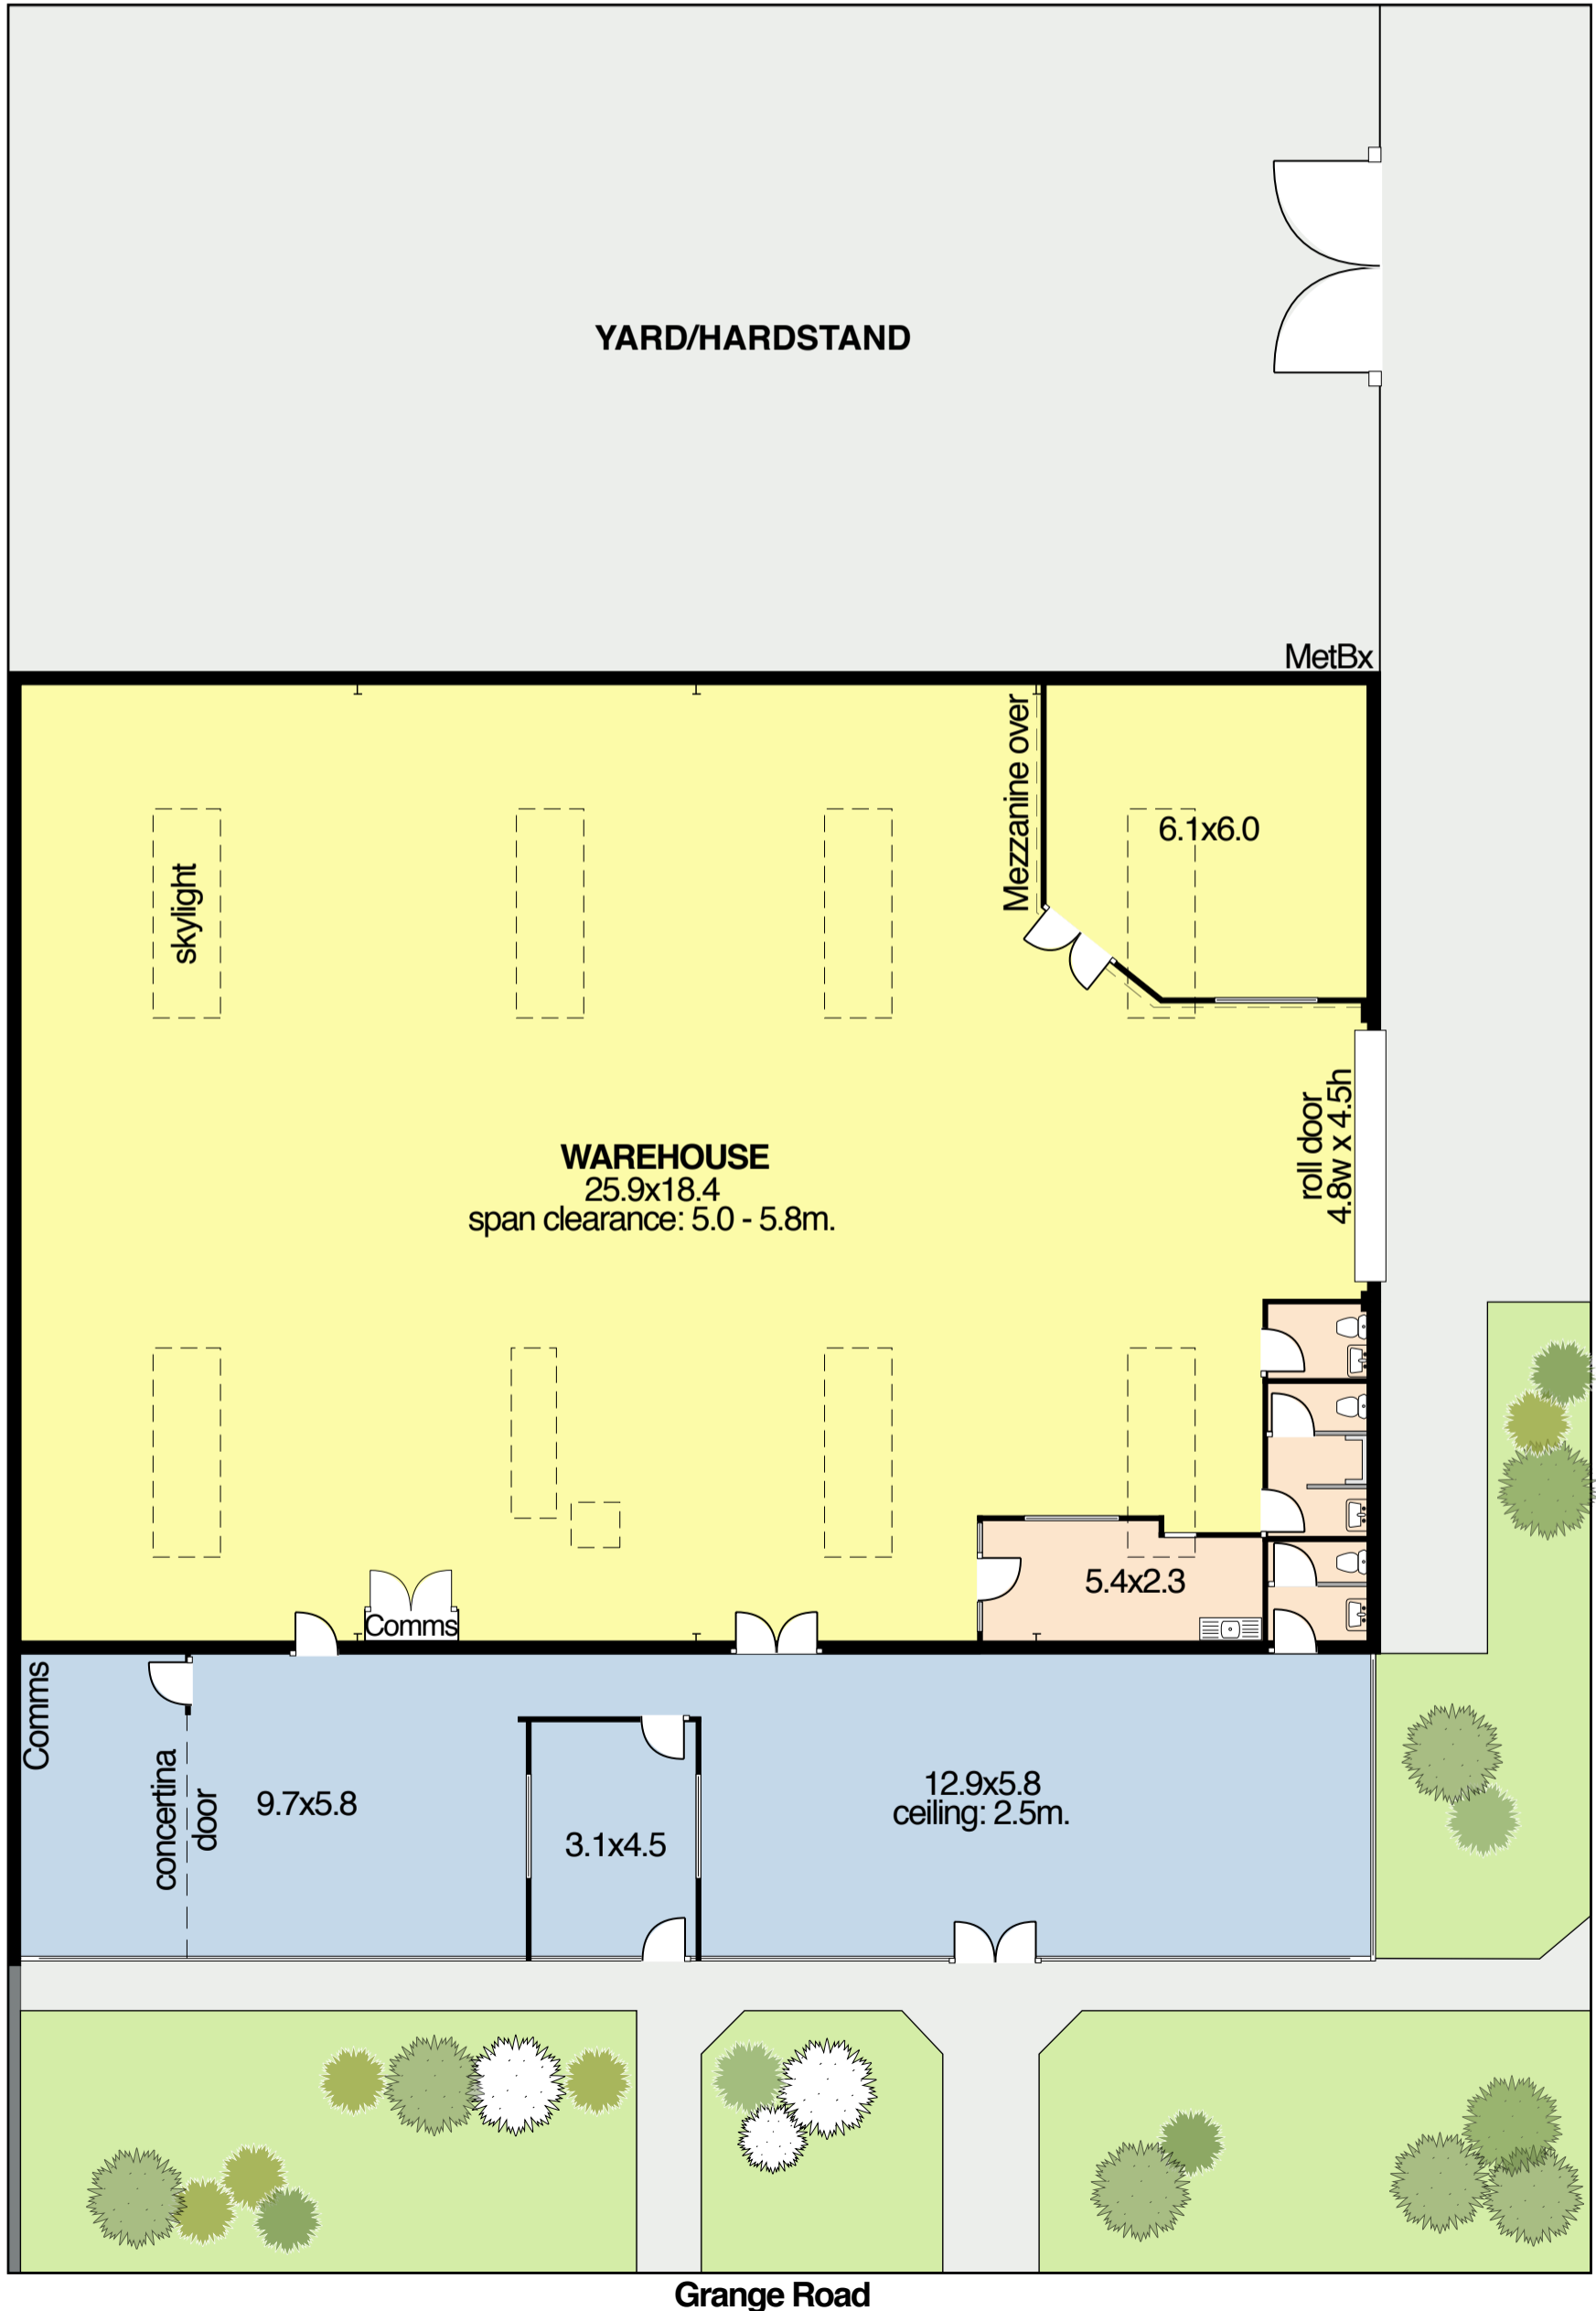 YARD/HARDSTAND
MetBx
Mezzanine over
6.1x6.0
skylight
roll door
4.8w x 4.5h
WAREHOUSE
25.9x18.4
span clearance: 5.0 - 5.8m.
5.4x2.3
Comms
Comms
concertina
door
9.7x5.8
3.1x4.5
12.9x5.8
ceiling: 2.5m.
Grange Road